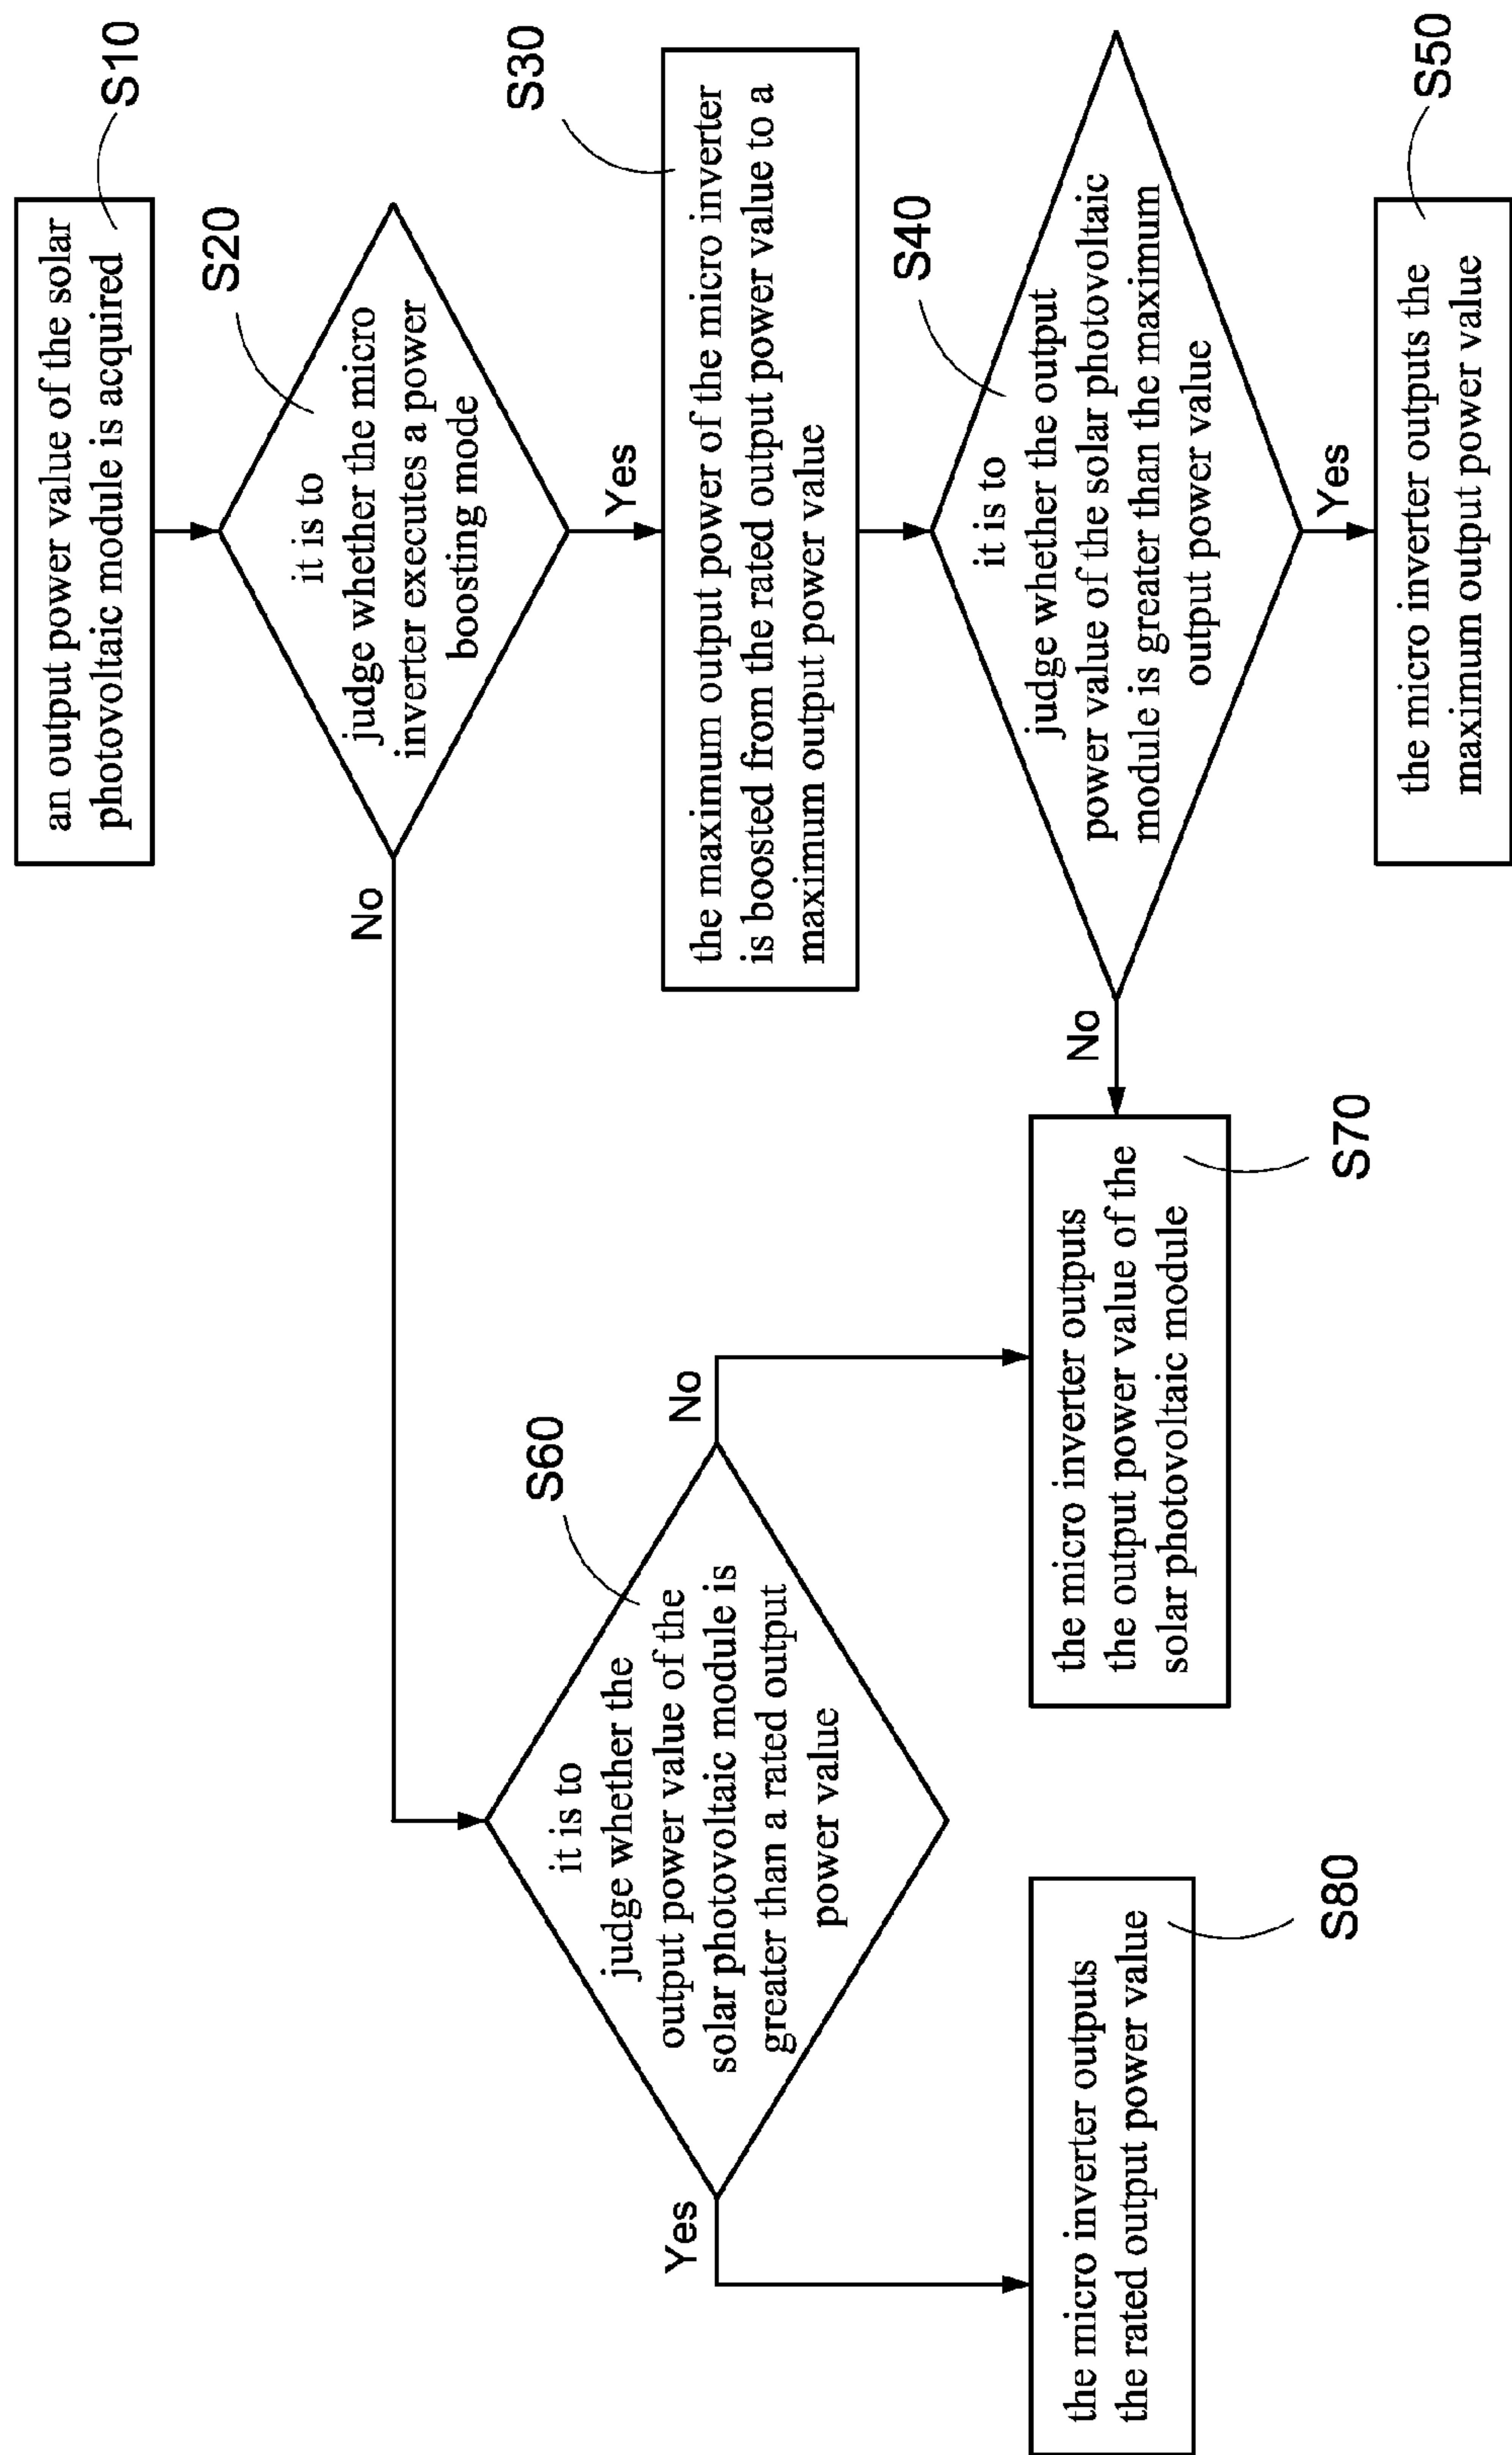 an output power value of the solar
photovoltaic module is acquired
S10
S20
it is to
judge whether the micro
inverter executes a power
boosting mode
No
Yes
S30
the maximum output power of the micro inverter
is boosted from the rated output power value to a
maximum output power value
S40
it is to
judge whether the output
power value of the solar photovoltaic
module is greater than the maximum
output power value
No
Yes
S50
the micro inverter outputs the
maximum output power value
S60
it is to
judge whether the
output power value of the
solar photovoltaic module is
greater than a rated output
power value
Yes
No
the micro inverter outputs
the output power value of the
solar photovoltaic module
S70
the micro inverter outputs
the rated output power value
S80